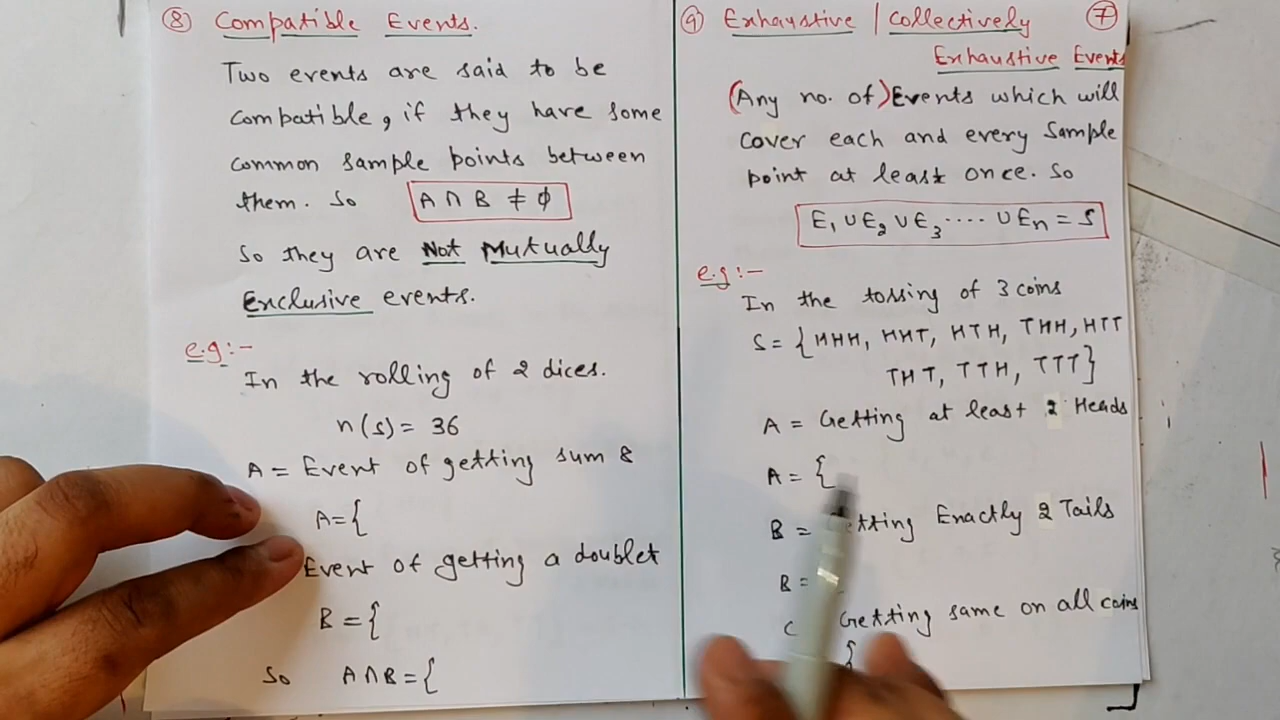 ⑧ Compatible Events.
Two events are said to be
compatible, if they have some
common sample points between
them. So A ∩ B ≠ ϕ
So they are Not Mutually
Exclusive events.
e.g :-
In the rolling of 2 dices.
n(s) = 36
A = Event of getting sum 8
A = {
Event of getting a doublet
B = {
So A ∩ B = {
⑨ Exhaustive / Collectively ⑦
Exhaustive Events
(Any no. of) Events which will
cover each and every Sample
point at least once. So
E₁ ∪ E₂ ∪ E₃ ···· ∪ Eₙ = S
e.g :-
In the tossing of 3 coins
S = {HHH, HHT, HTH, THH, HTT
THT, TTH, TTT}
A = Getting at least 2 Heads
A = {
B = Getting Exactly 2 Tails
B =
C Getting same on all coins
{